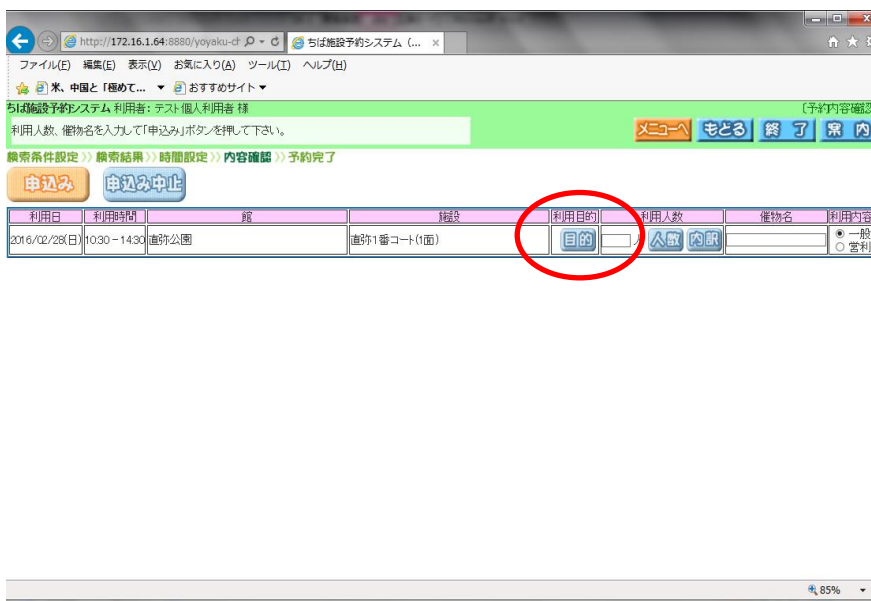 http://172.16.1.64:8880/yoyaku-ch
ちば施設予約システム (...
ファイル(F) 編集(E) 表示(V) お気に入り(A) ツール(T) ヘルプ(H)
米、中国と「極めて... おすすめサイト
ちば施設予約システム 利用者: テスト個人利用者 様 [予約内容確認
利用人数、催物名を入力して「申込み」ボタンを押して下さい。 メニューへ もどる 終 了 案 内
検索条件設定 》 検索結果 》 時間設定 》 内容確認 》 予約完了
申込み 申込み中止
利用日 利用時間 館 施設 利用目的 利用人数 催物名 利用内容
2016/02/28(日) 10:30 - 14:30 直弥公園 直弥1番コート(1面) 目的 人 人数 内訳 一般
営利
85%